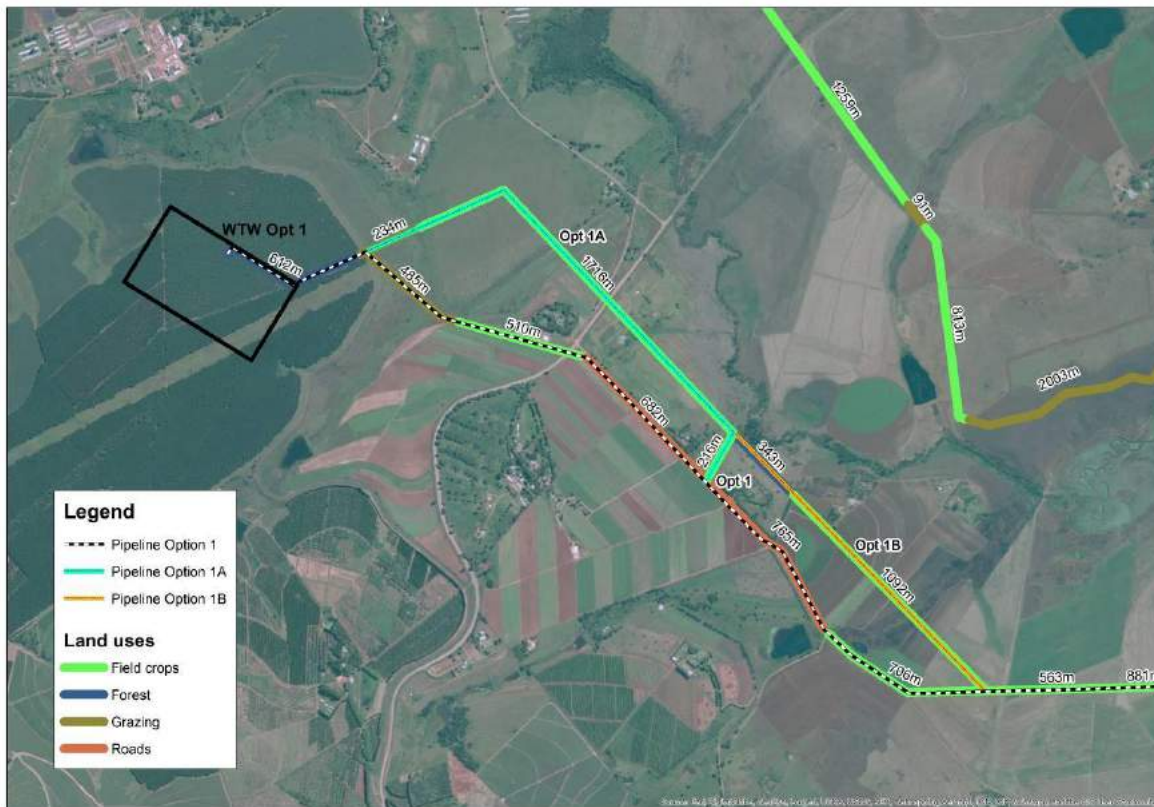 1259m
91m
WTW Opt 1
234m
Opt 1A
612m
1716m
485m
813m
510m
2003m
682m
343m
216m
Opt 1
765m
Opt 1B
1092m
706m
563m
881m
Legend
Pipeline Option 1
Pipeline Option 1A
Pipeline Option 1B
Land uses
Field crops
Forest
Grazing
Roads